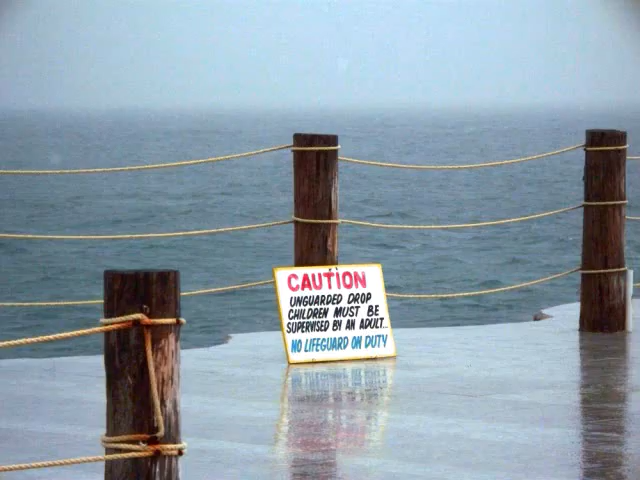 CAUTION
UNGUARDED DROP
CHILDREN MUST BE
SUPERVISED BY AN ADULT...
NO LIFEGUARD ON DUTY